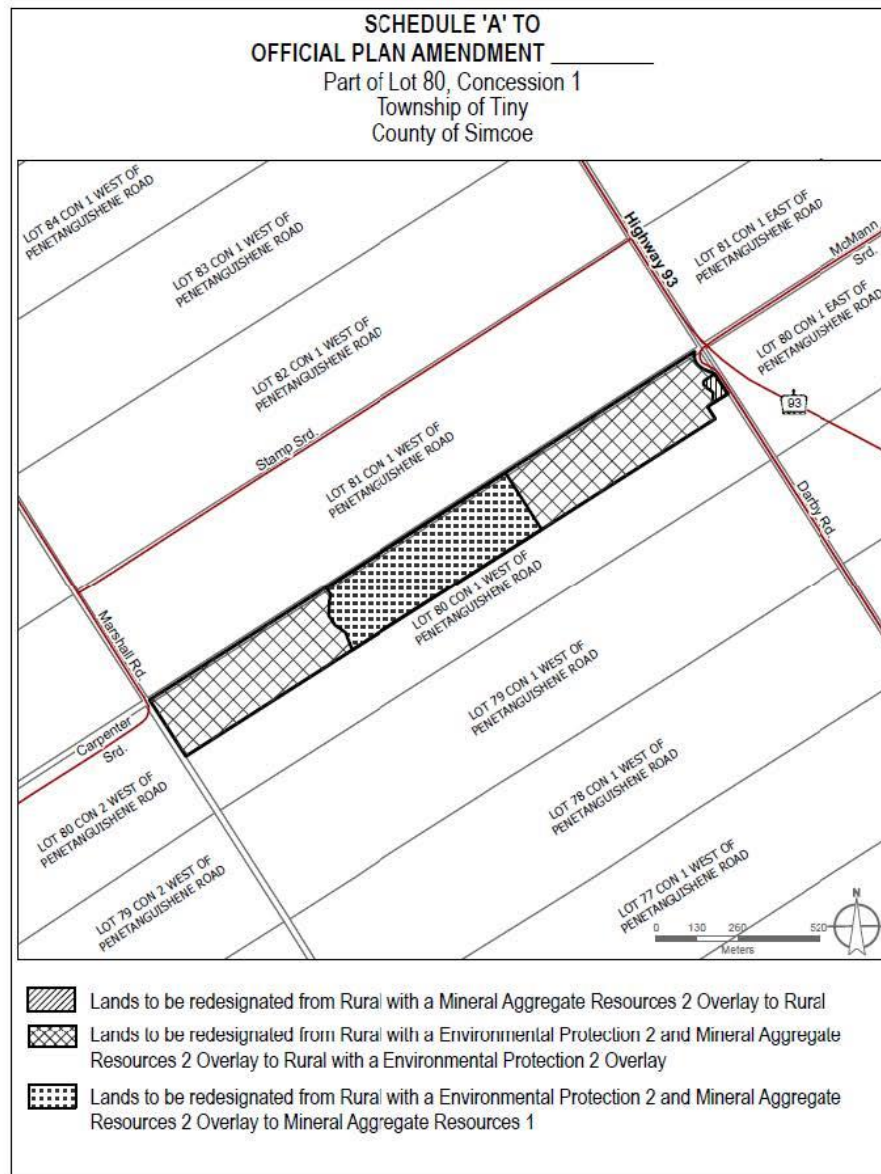 SCHEDULE 'A' TO
OFFICIAL PLAN AMENDMENT ________
Part of Lot 80, Concession 1
Township of Tiny
County of Simcoe
LOT 84 CON 1 WEST OF
PENETANGUISHENE ROAD
LOT 83 CON 1 WEST OF
PENETANGUISHENE ROAD
Highway 93
LOT 81 CON 1 EAST OF
PENETANGUISHENE ROAD
McMann
Srd.
LOT 82 CON 1 WEST OF
PENETANGUISHENE ROAD
LOT 80 CON 1 EAST OF
PENETANGUISHENE ROAD
93
Stamp Srd.
LOT 81 CON 1 WEST OF
PENETANGUISHENE ROAD
Darby Rd.
LOT 80 CON 1 WEST OF
PENETANGUISHENE ROAD
Marshall Rd.
Carpenter
Srd.
LOT 79 CON 1 WEST OF
PENETANGUISHENE ROAD
LOT 80 CON 2 WEST OF
PENETANGUISHENE ROAD
LOT 78 CON 1 WEST OF
PENETANGUISHENE ROAD
LOT 79 CON 2 WEST OF
PENETANGUISHENE ROAD
LOT 77 CON 1 WEST OF
PENETANGUISHENE ROAD
N
0 130 260 520
Meters
Lands to be redesignated from Rural with a Mineral Aggregate Resources 2 Overlay to Rural
Lands to be redesignated from Rural with a Environmental Protection 2 and Mineral Aggregate
Resources 2 Overlay to Rural with a Environmental Protection 2 Overlay
Lands to be redesignated from Rural with a Environmental Protection 2 and Mineral Aggregate
Resources 2 Overlay to Mineral Aggregate Resources 1